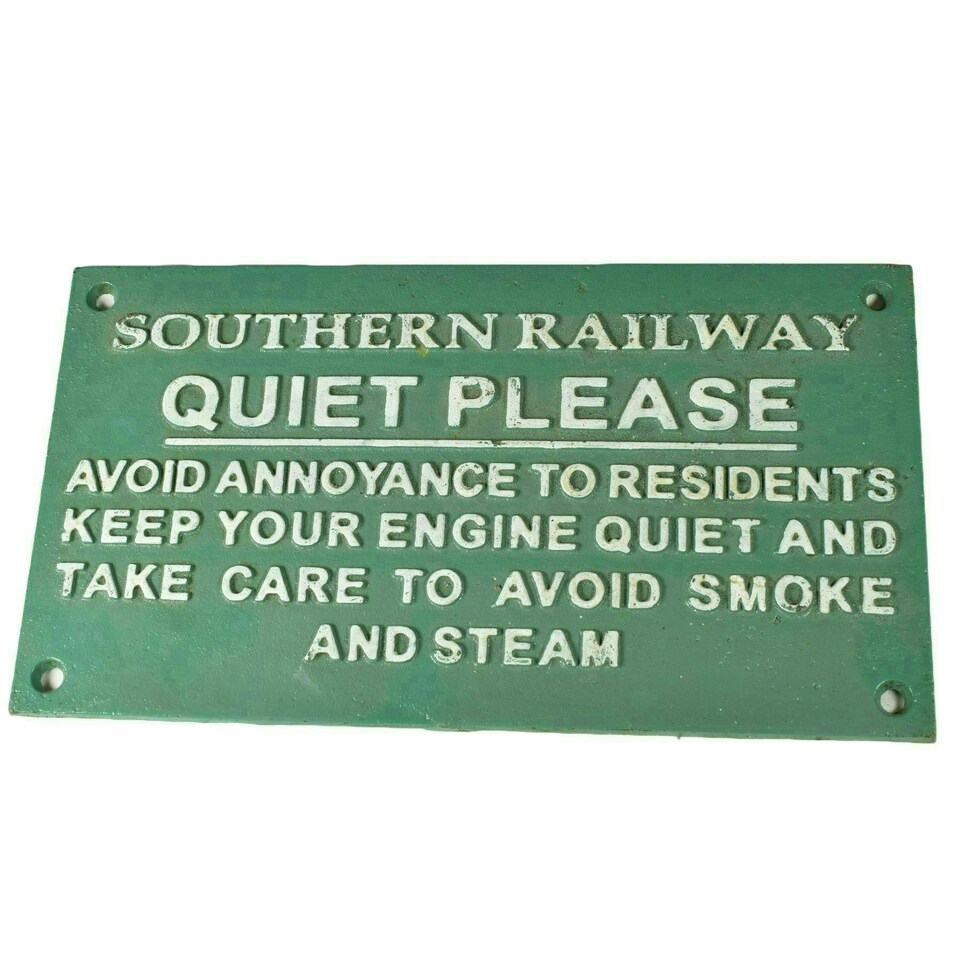 SOUTHERN RAILWAY
QUIET PLEASE
AVOID ANNOYANCE TO RESIDENTS
KEEP YOUR ENGINE QUIET AND
TAKE CARE TO AVOID SMOKE
AND STEAM